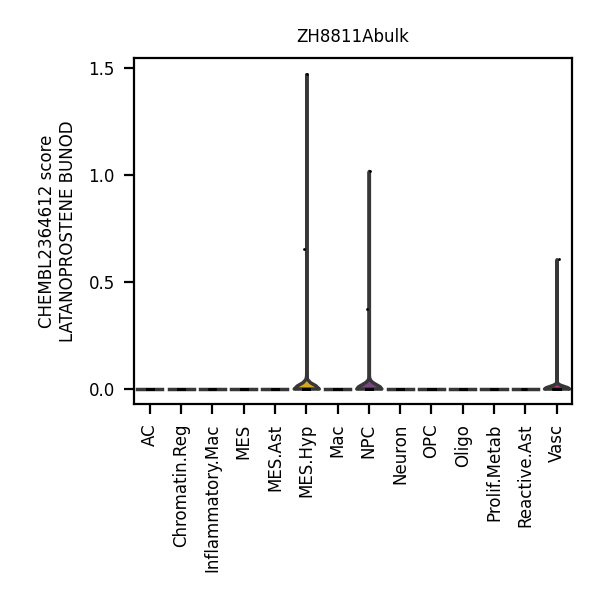 ZH8811Abulk
CHEMBL2364612 score
LATANOPROSTENE BUNOD
1.5
1.0
0.5
0.0
AC
Chromatin.Reg
Inflammatory.Mac
MES
MES.Ast
MES.Hyp
Mac
NPC
Neuron
OPC
Oligo
Prolif.Metab
Reactive.Ast
Vasc